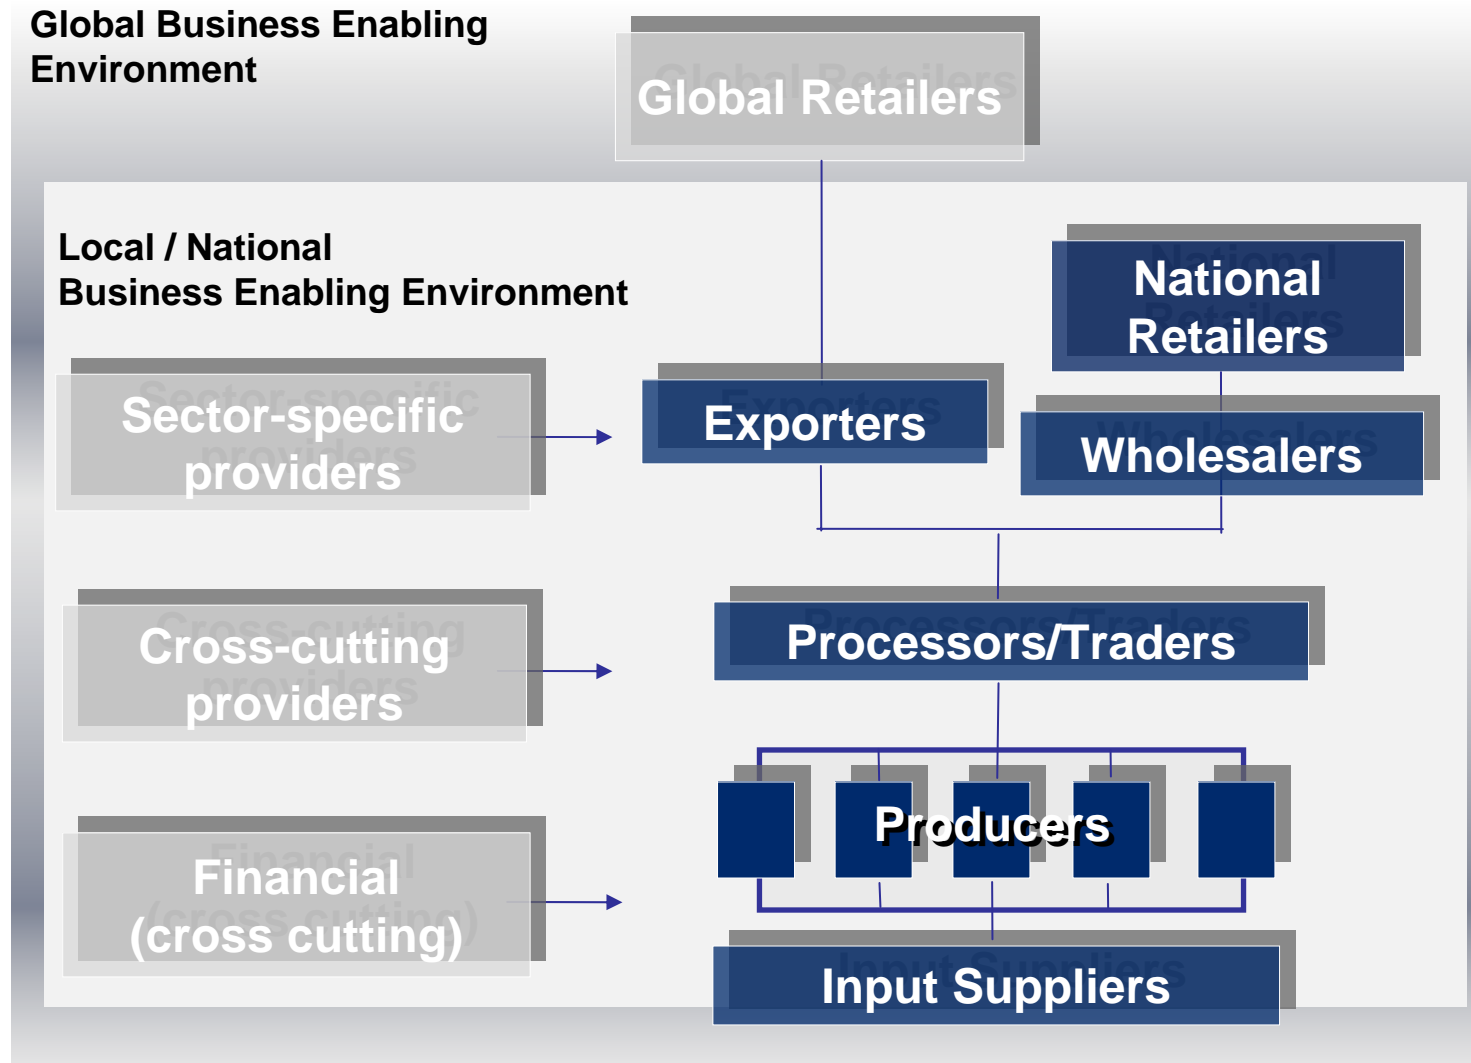 Global Business Enabling
Environment
Global Retailers
Local / National
Business Enabling Environment
National
Retailers
Sector-specific
providers
Exporters
Wholesalers
Cross-cutting
providers
Processors/Traders
Producers
Financial
(cross cutting)
Input Suppliers